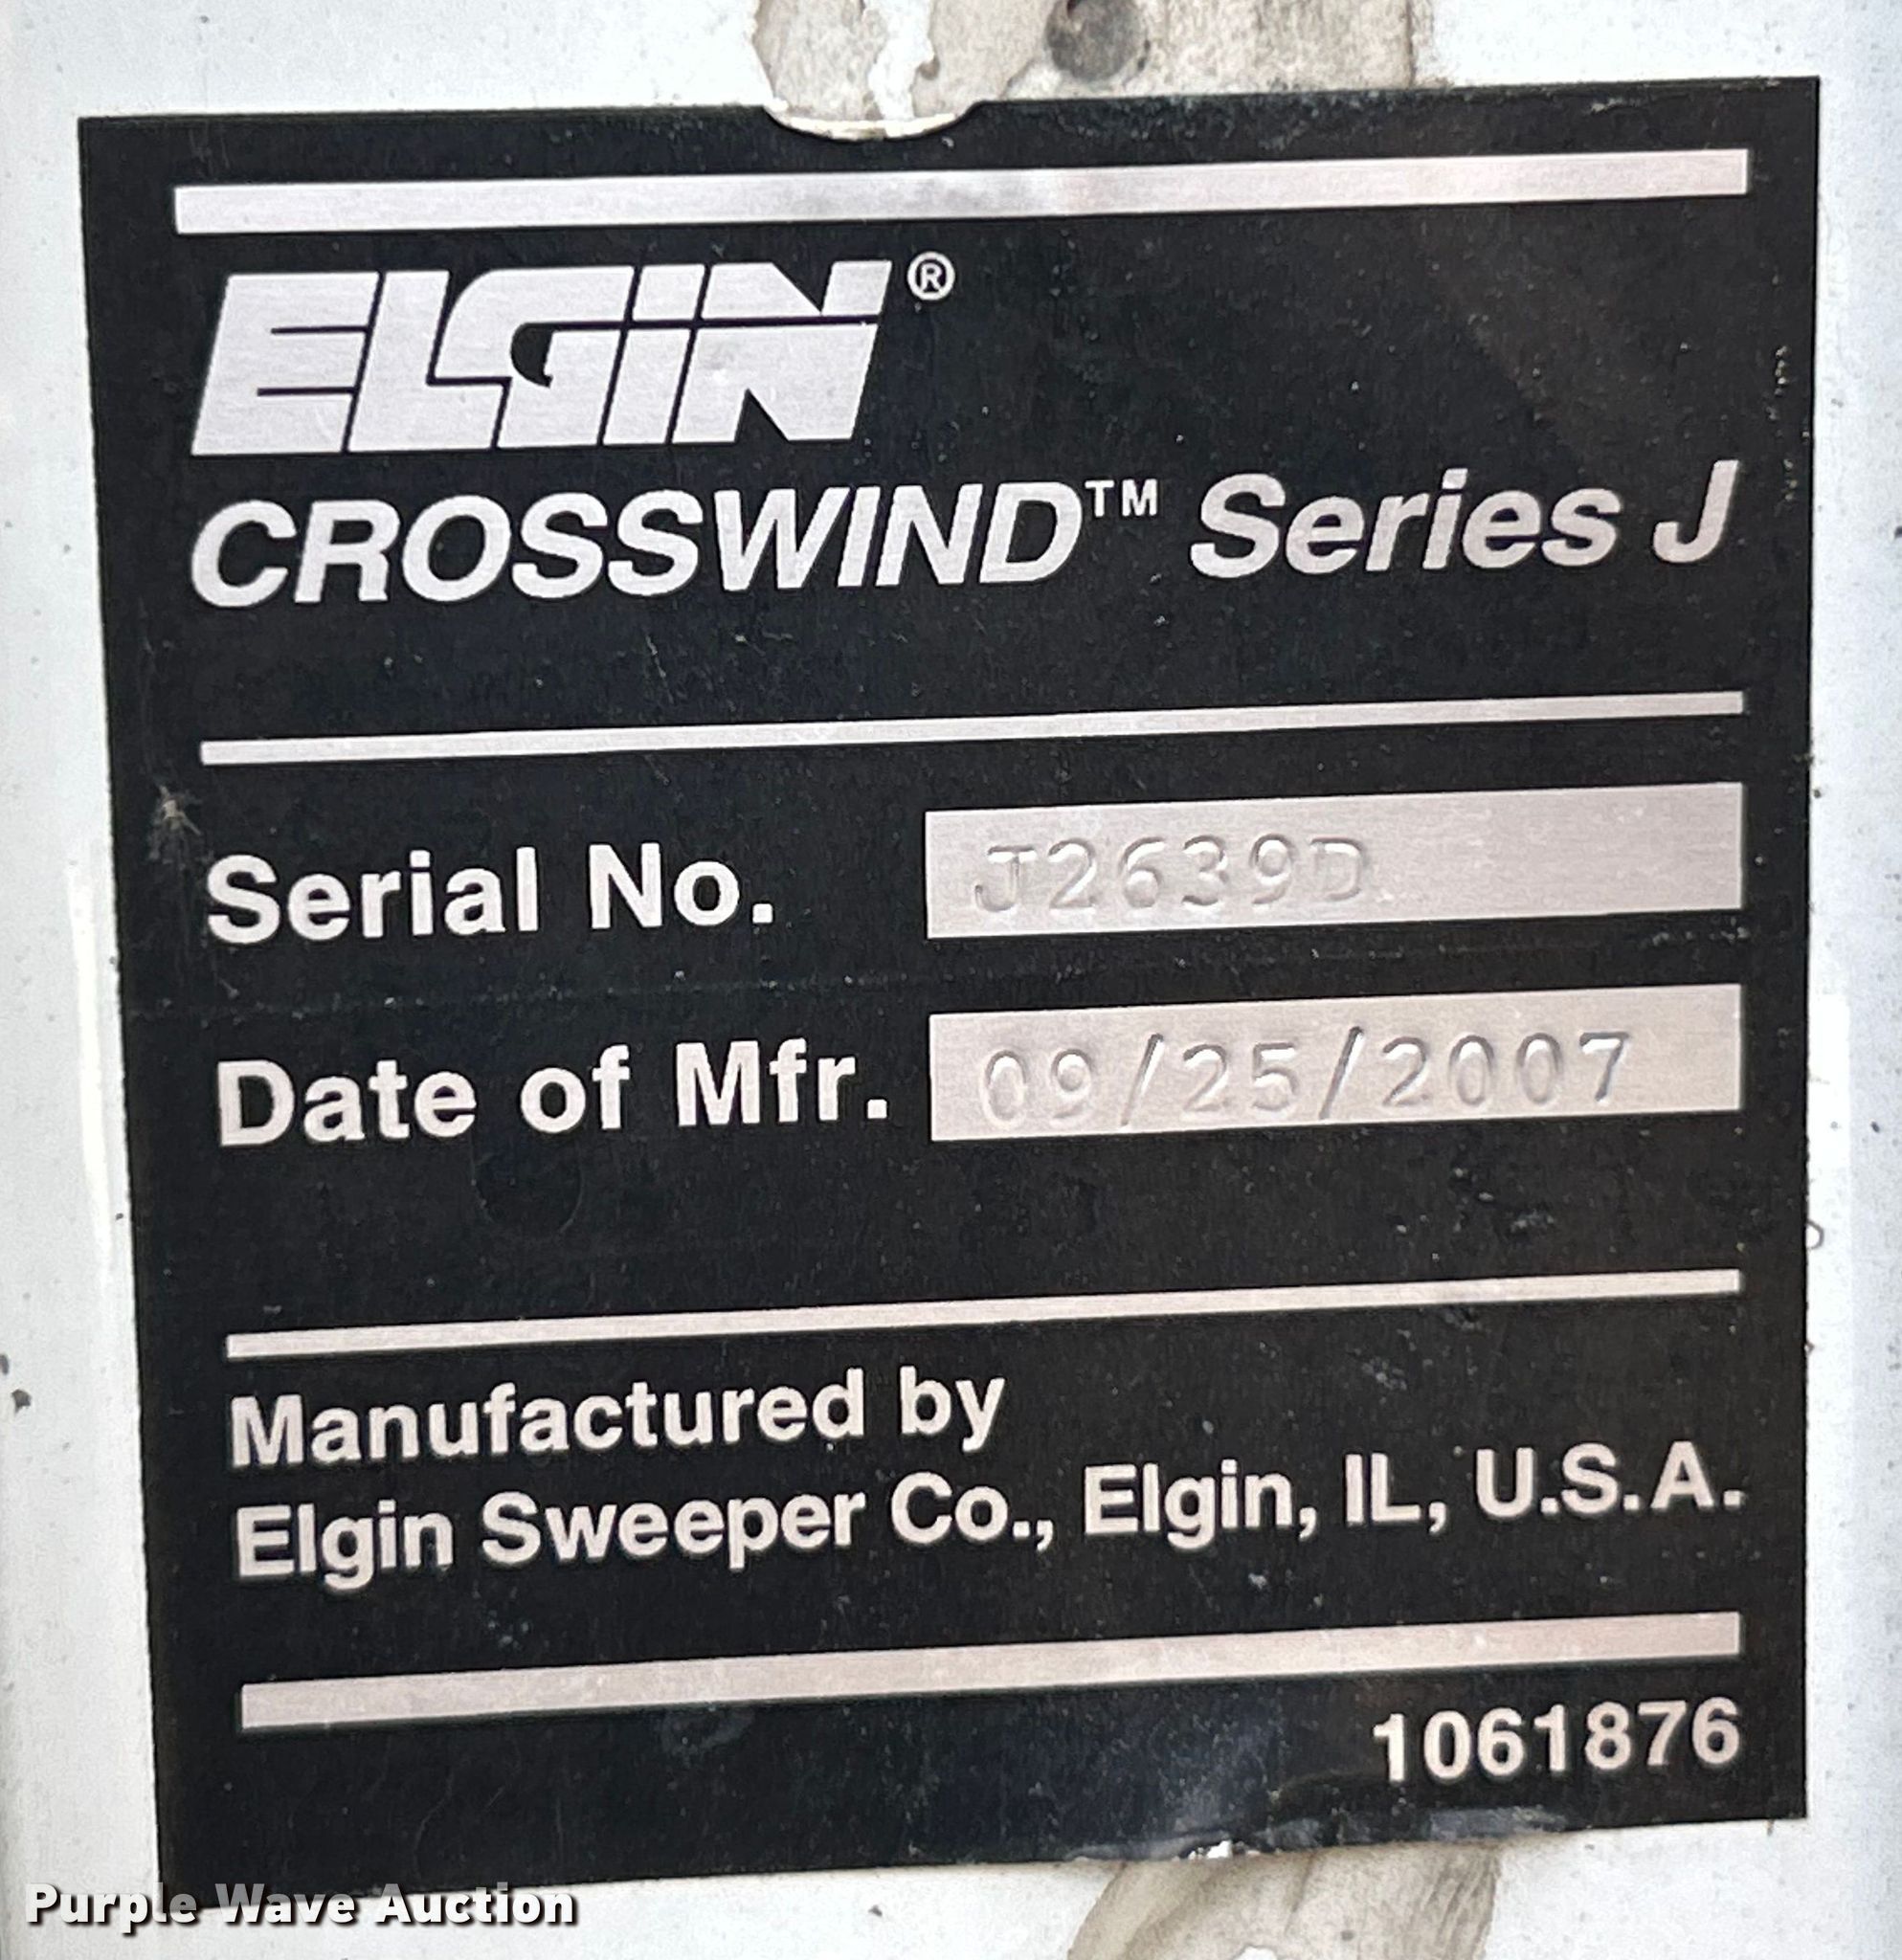 ELGIN®
CROSSWIND™ Series J
Serial No. J2639D
Date of Mfr. 09/25/2007
Manufactured by
Elgin Sweeper Co., Elgin, IL, U.S.A.
1061876
Purple Wave Auction